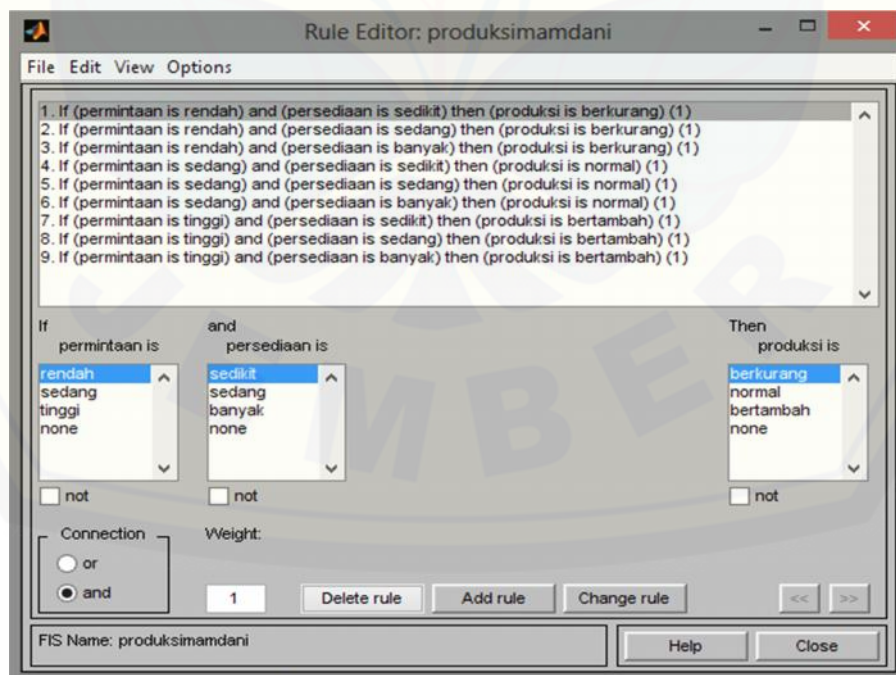 Rule Editor: produksimamdani
File Edit View Options
1. If (permintaan is rendah) and (persediaan is sedikit) then (produksi is berkurang) (1)
2. If (permintaan is rendah) and (persediaan is sedang) then (produksi is berkurang) (1)
3. If (permintaan is rendah) and (persediaan is banyak) then (produksi is berkurang) (1)
4. If (permintaan is sedang) and (persediaan is sedikit) then (produksi is normal) (1)
5. If (permintaan is sedang) and (persediaan is sedang) then (produksi is normal) (1)
6. If (permintaan is sedang) and (persediaan is banyak) then (produksi is normal) (1)
7. If (permintaan is tinggi) and (persediaan is sedikit) then (produksi is bertambah) (1)
8. If (permintaan is tinggi) and (persediaan is sedang) then (produksi is bertambah) (1)
9. If (permintaan is tinggi) and (persediaan is banyak) then (produksi is bertambah) (1)
If
permintaan is
rendah
sedang
tinggi
none
not
and
persediaan is
sedikit
sedang
banyak
none
not
Then
produksi is
berkurang
normal
bertambah
none
not
Connection
or
and
Weight:
1
Delete rule
Add rule
Change rule
<<
>>
FIS Name: produksimamdani
Help
Close
JEMBER